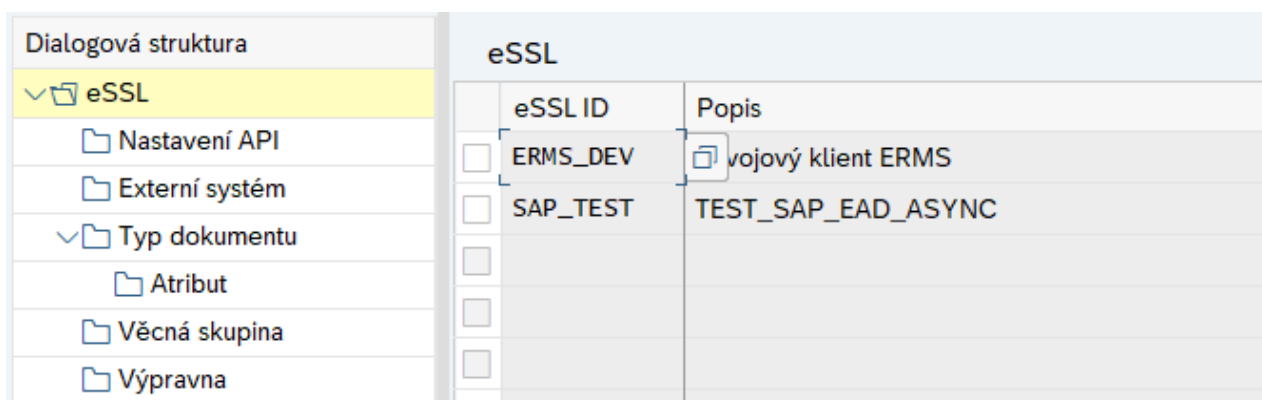 Dialogová struktura
eSSL
Nastavení API
Externí systém
Typ dokumentu
Atribut
Věcná skupina
Výpravna
eSSL
eSSL ID Popis
ERMS_DEV vojový klient ERMS
SAP_TEST TEST_SAP_EAD_ASYNC